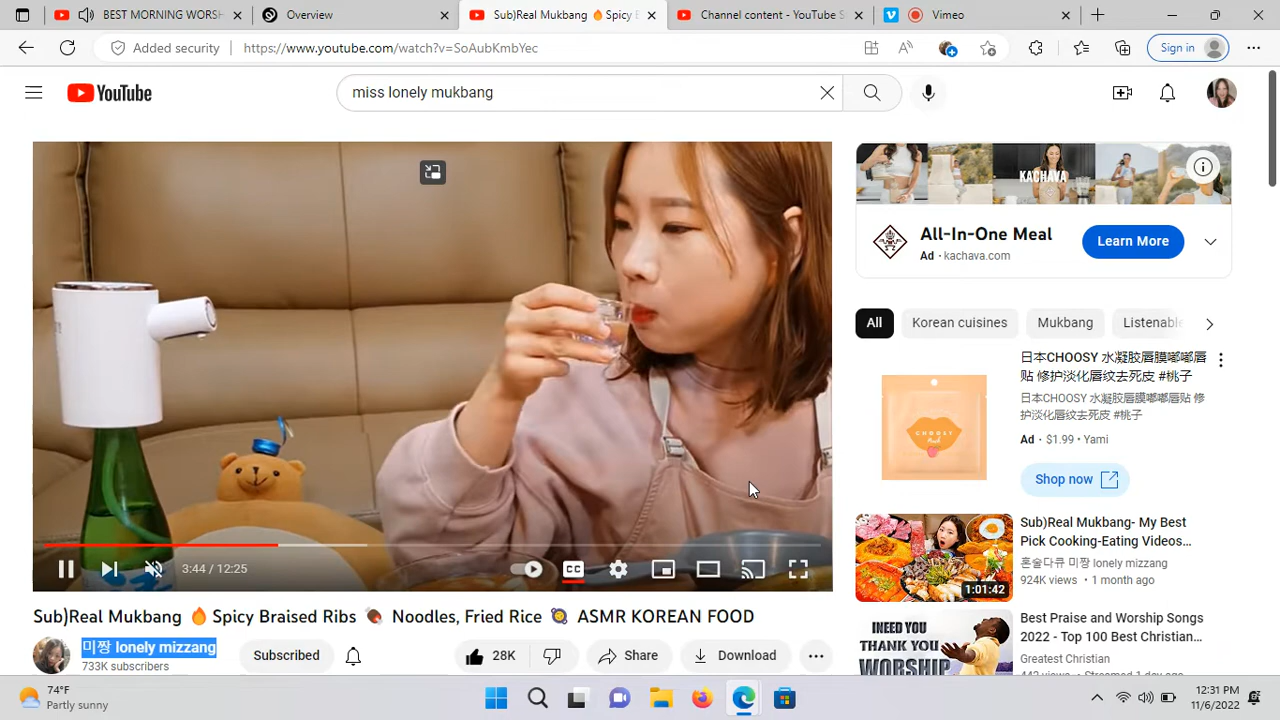 BEST MORNING WORSH
Overview
Sub)Real Mukbang 🔥Spicy B
Channel content - YouTube S
Vimeo
Added security
https://www.youtube.com/watch?v=SoAubKmbYec
Sign in
YouTube
miss lonely mukbang
KACHAVA
All-In-One Meal
Ad · kachava.com
Learn More
All
Korean cuisines
Mukbang
Listenable
日本CHOOSY 水凝胶唇膜嘟嘟唇
贴 修护淡化唇纹去死皮 #桃子
日本CHOOSY 水凝胶唇膜嘟嘟唇贴 修
护淡化唇纹去死皮 #桃子
CHOOSY
Ad · $1.99 · Yami
Shop now
Sub)Real Mukbang- My Best
Pick Cooking-Eating Videos…
혼술다큐 미짱 lonely mizzang
924K views · 1 month ago
1:01:42
Best Praise and Worship Songs
2022 - Top 100 Best Christian…
Greatest Christian
442 views · Streamed 1 day ago
I NEED YOU
THANK YOU
WORSHIP
3:44 / 12:25
CC
Sub)Real Mukbang 🔥 Spicy Braised Ribs 🍖 Noodles, Fried Rice 🥘 ASMR KOREAN FOOD
미짱 lonely mizzang
733K subscribers
Subscribed
28K
Share
Download
74°F
Partly sunny
12:31 PM
11/6/2022